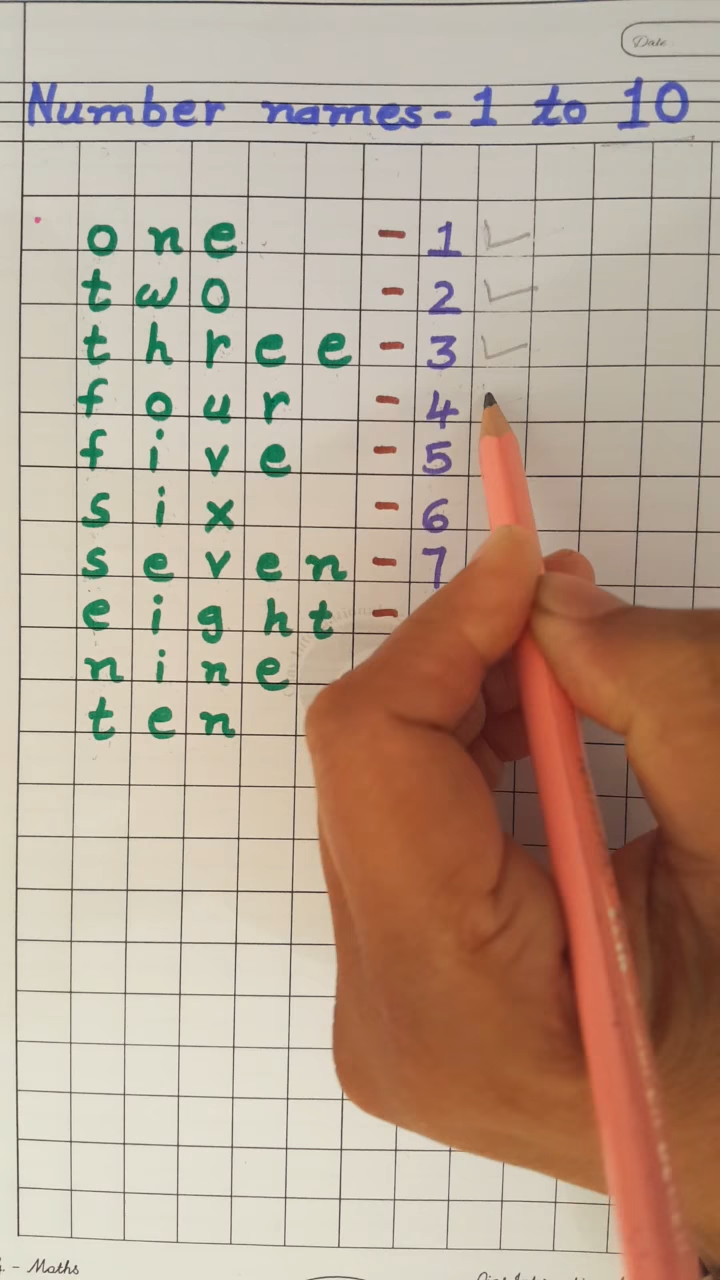 Date
Number names - 1 to 10
one - 1
two - 2
three - 3
four - 4
five - 5
six - 6
seven - 7
eight -
nine
ten
- Maths